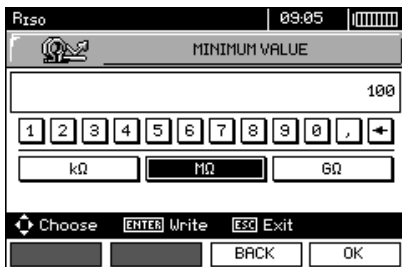 RISO 09:05
MINIMUM VALUE
100
1 2 3 4 5 6 7 8 9 0 , ←
kΩ MΩ GΩ
Choose ENTER Write ESC Exit
BACK OK